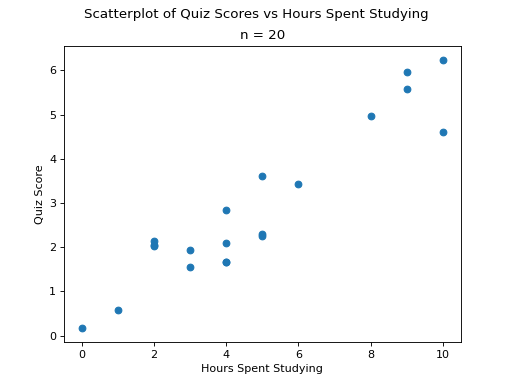 Scatterplot of Quiz Scores vs Hours Spent Studying
n = 20
6
5
4
3
2
1
0
Quiz Score
0 2 4 6 8 10
Hours Spent Studying